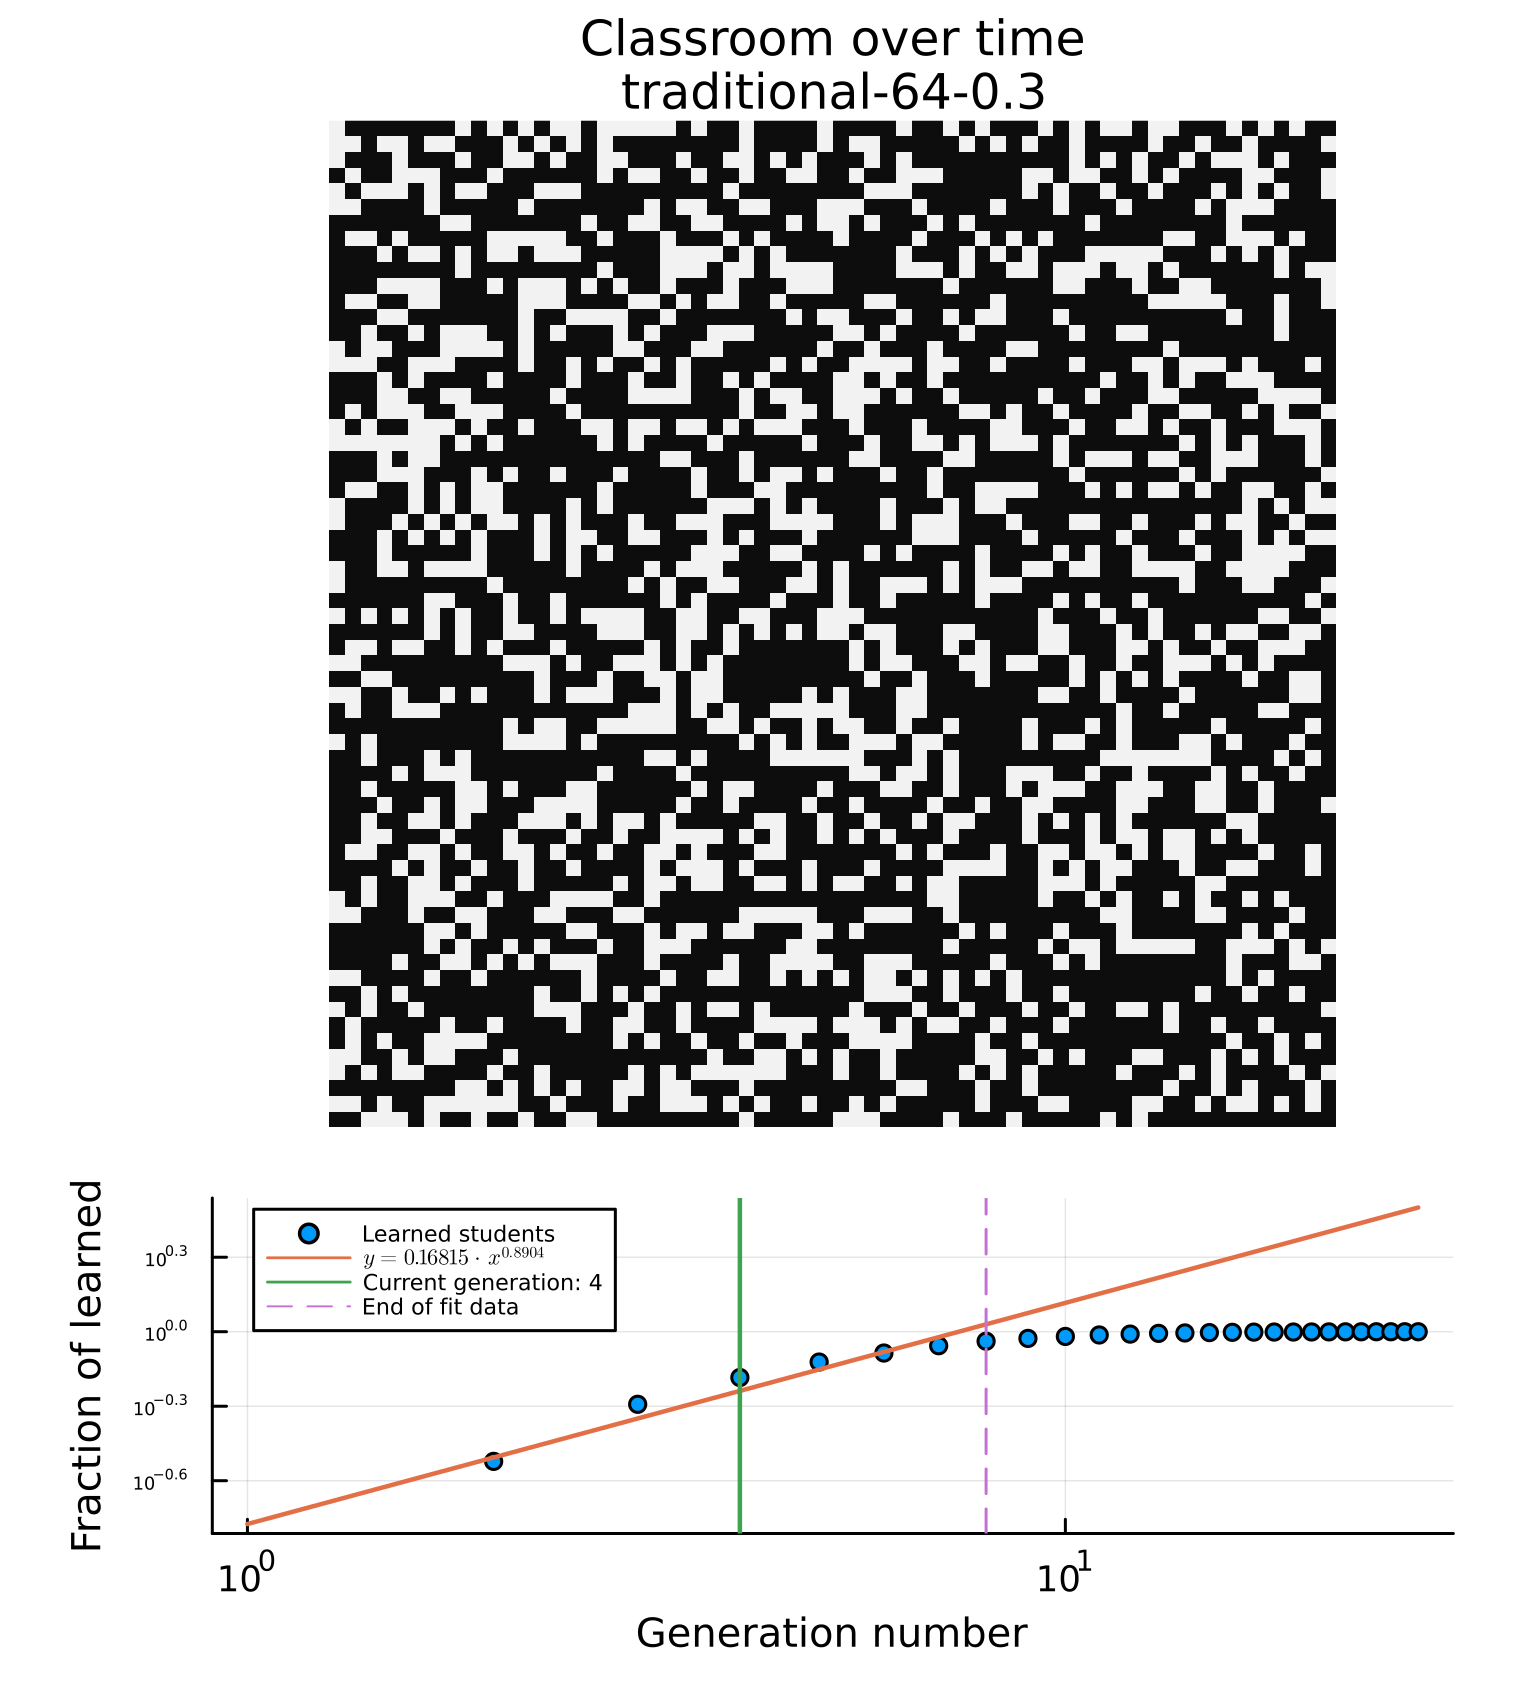 Classroom over time
traditional-64-0.3
Fraction of learned
10^0.3
10^0.0
10^−0.3
10^−0.6
Learned students
y = 0.16815 · x^0.8904
Current generation: 4
End of fit data
10^0
10^1
Generation number